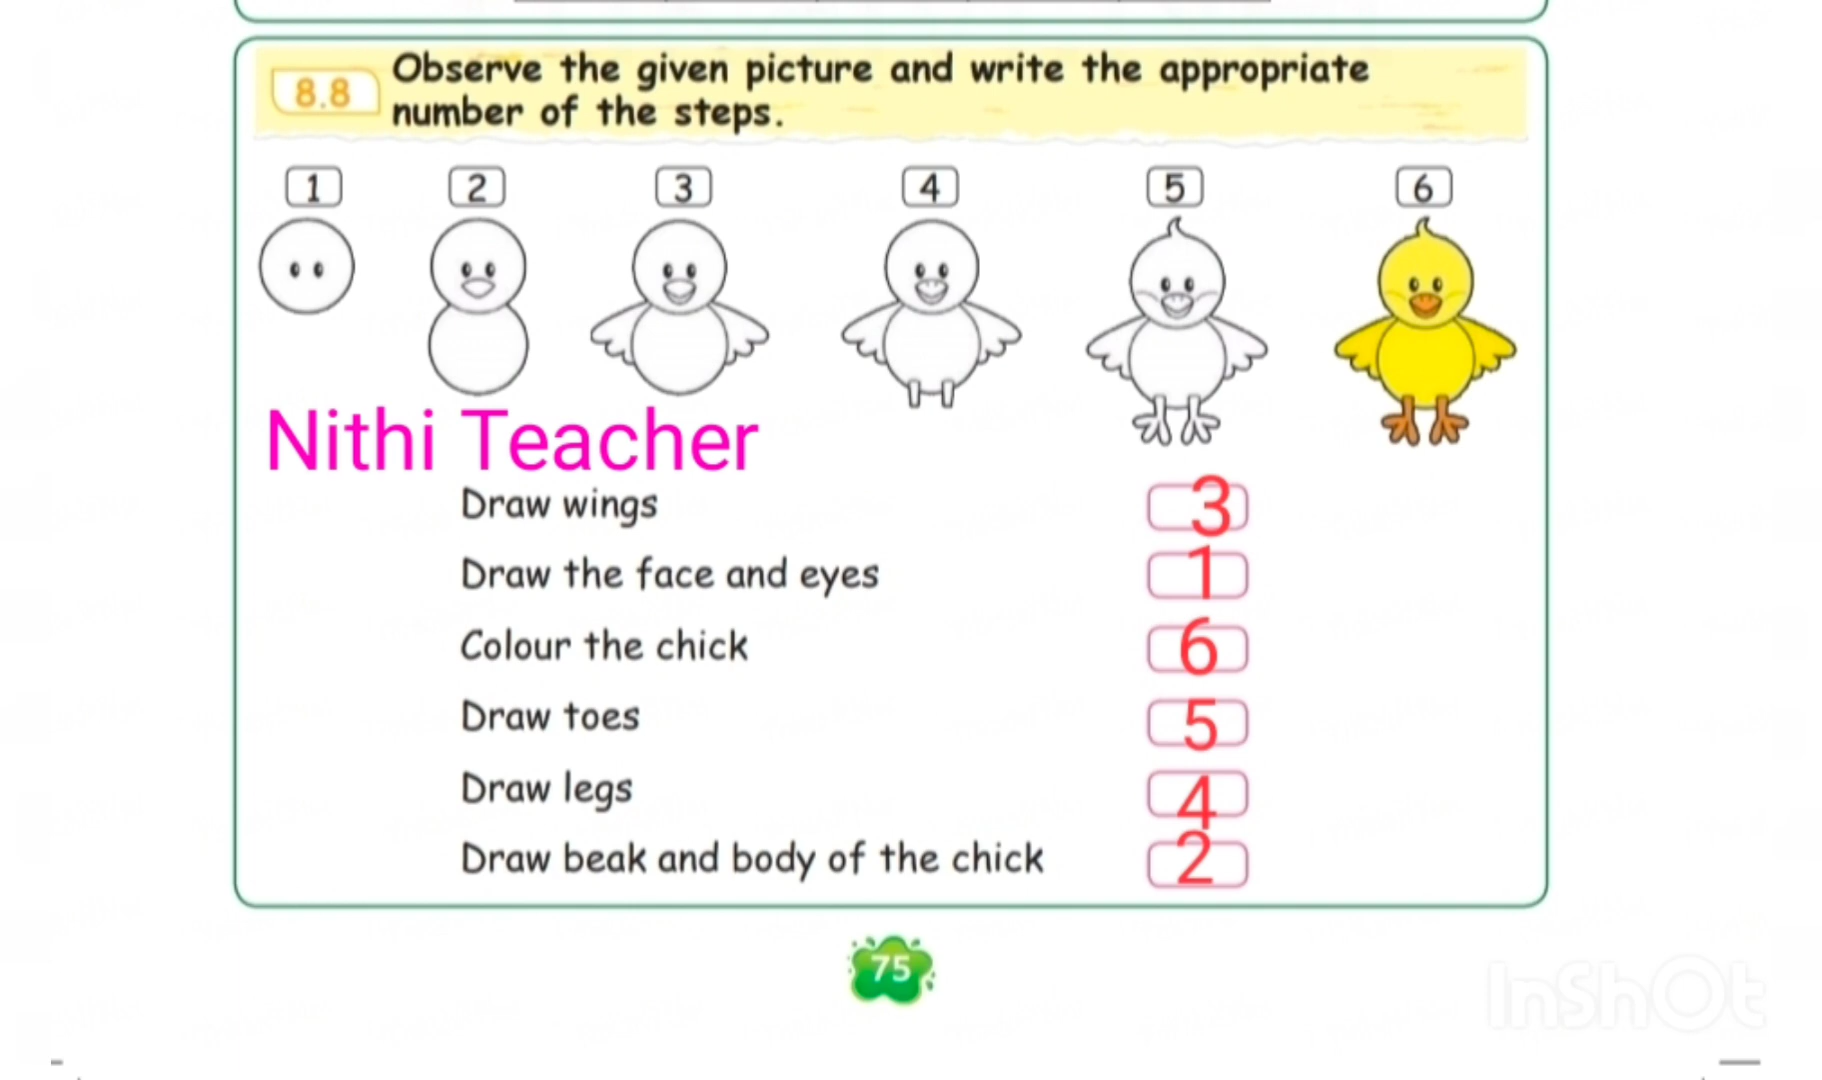 8.8 Observe the given picture and write the appropriate
number of the steps.
1 2 3 4 5 6
Nithi Teacher
Draw wings 3
Draw the face and eyes 1
Colour the chick 6
Draw toes 5
Draw legs 4
Draw beak and body of the chick 2
75
InShOt